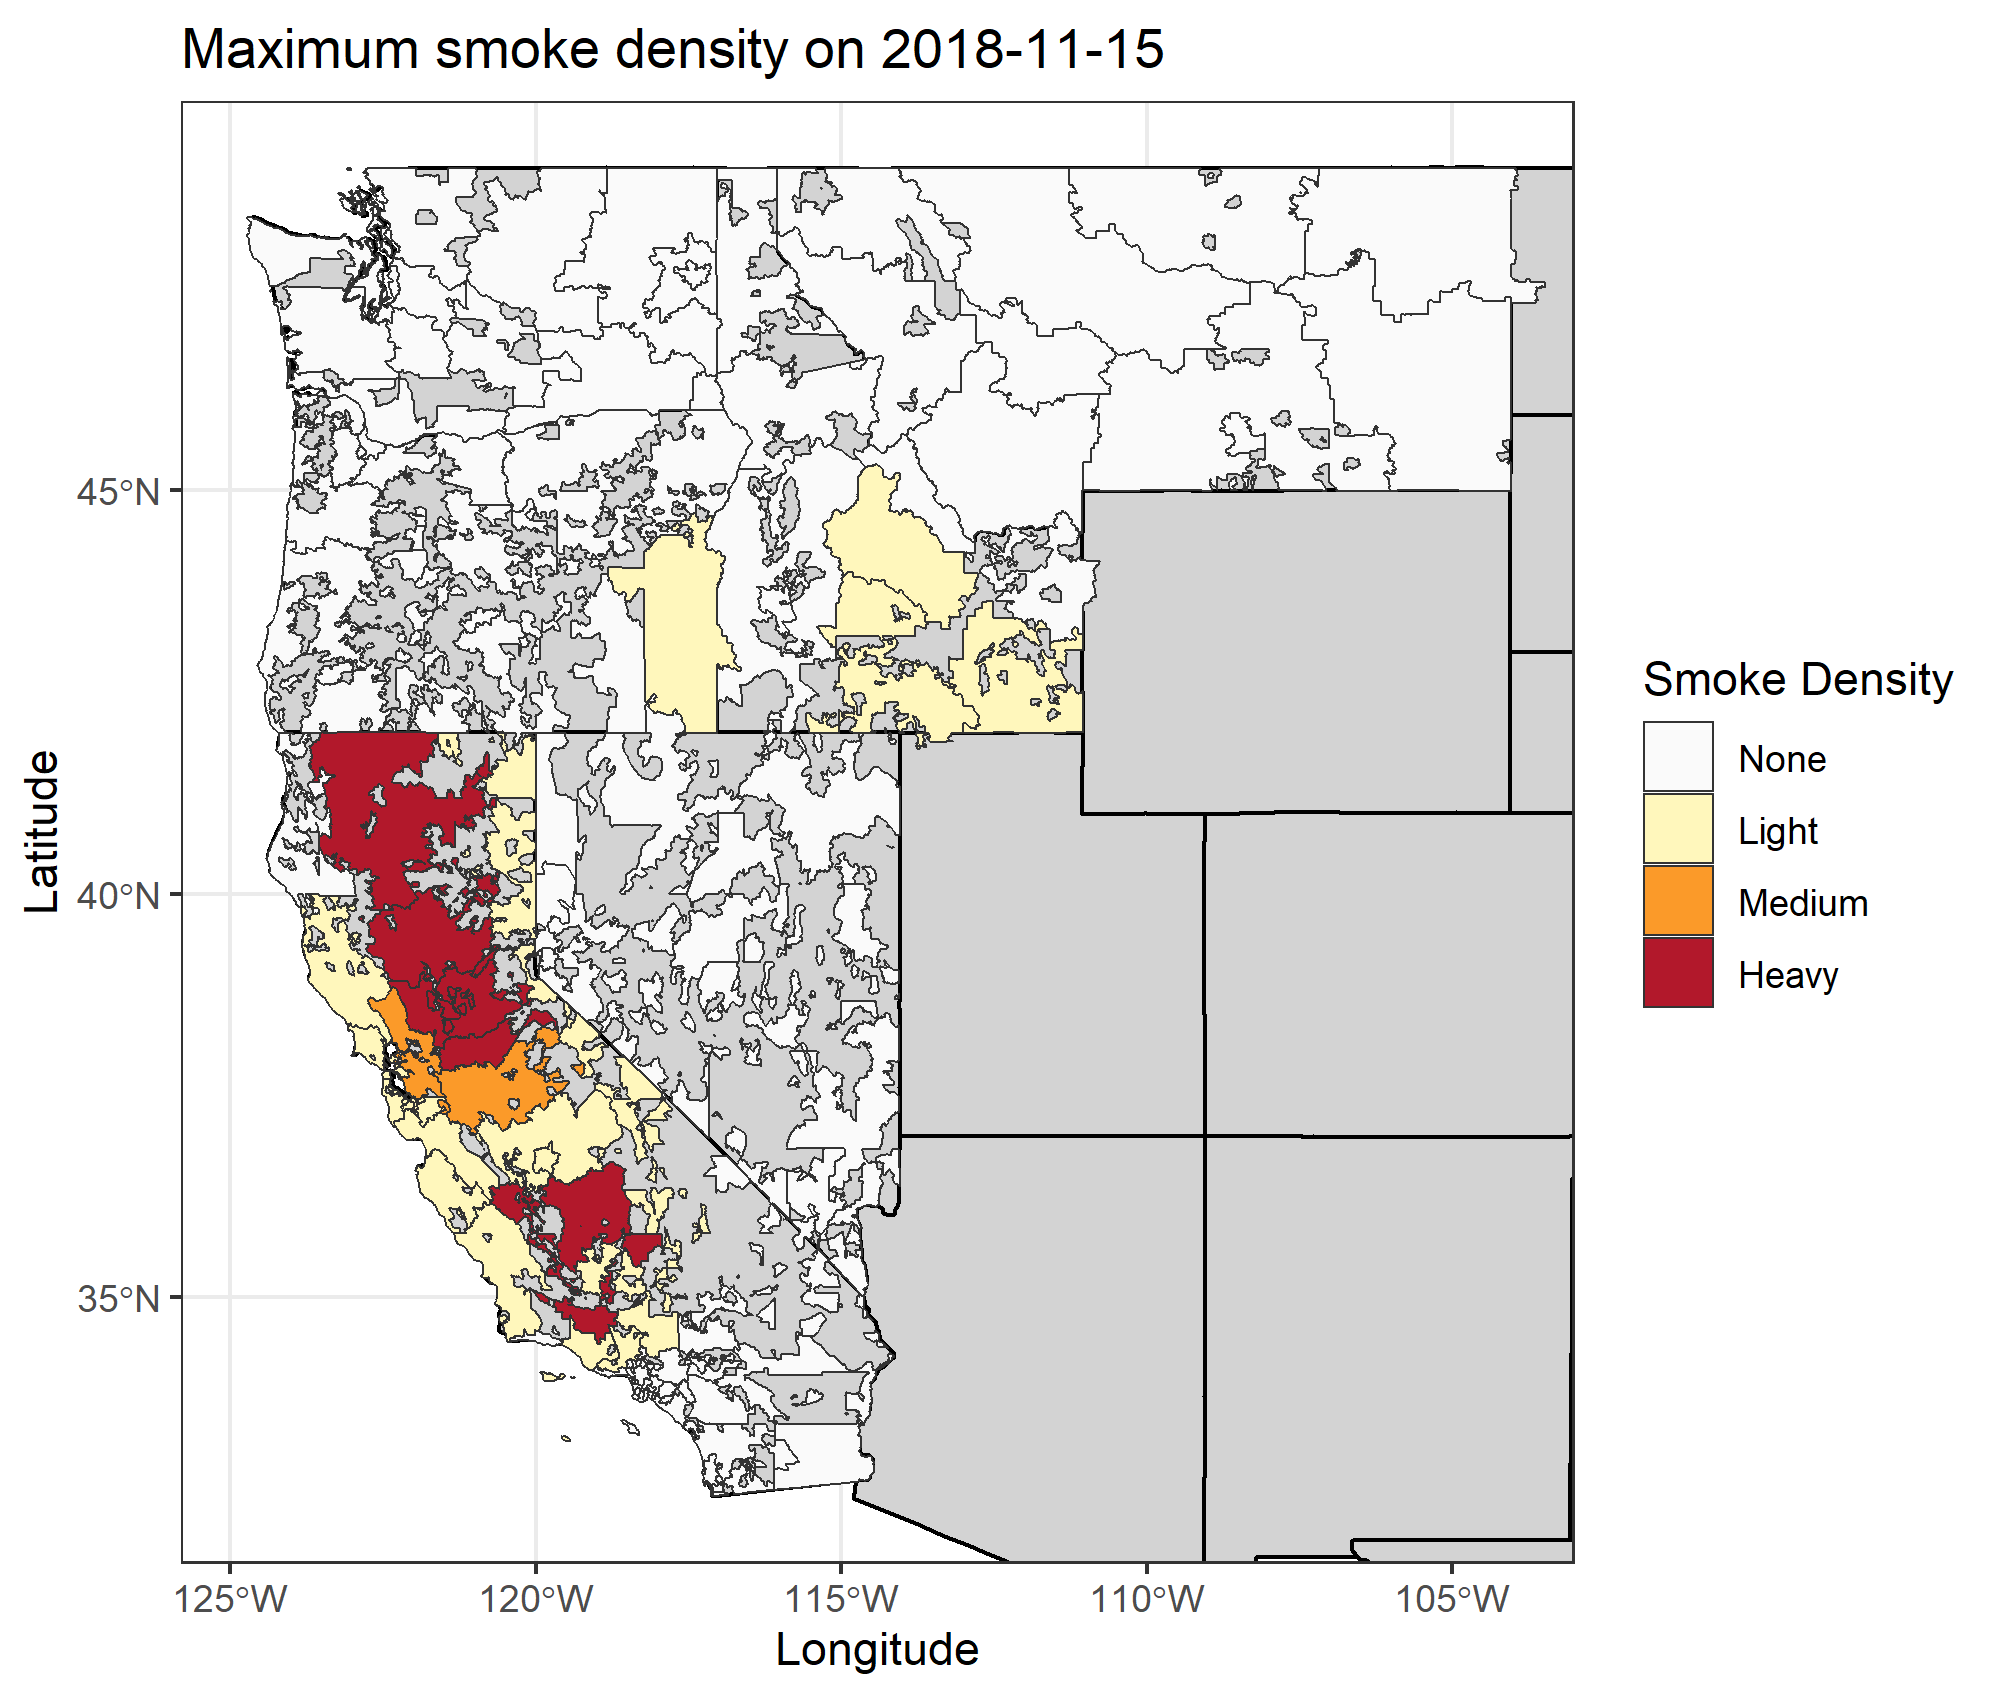 Maximum smoke density on 2018-11-15
45°N
40°N
35°N
Latitude
125°W
120°W
115°W
110°W
105°W
Longitude
Smoke Density
None
Light
Medium
Heavy